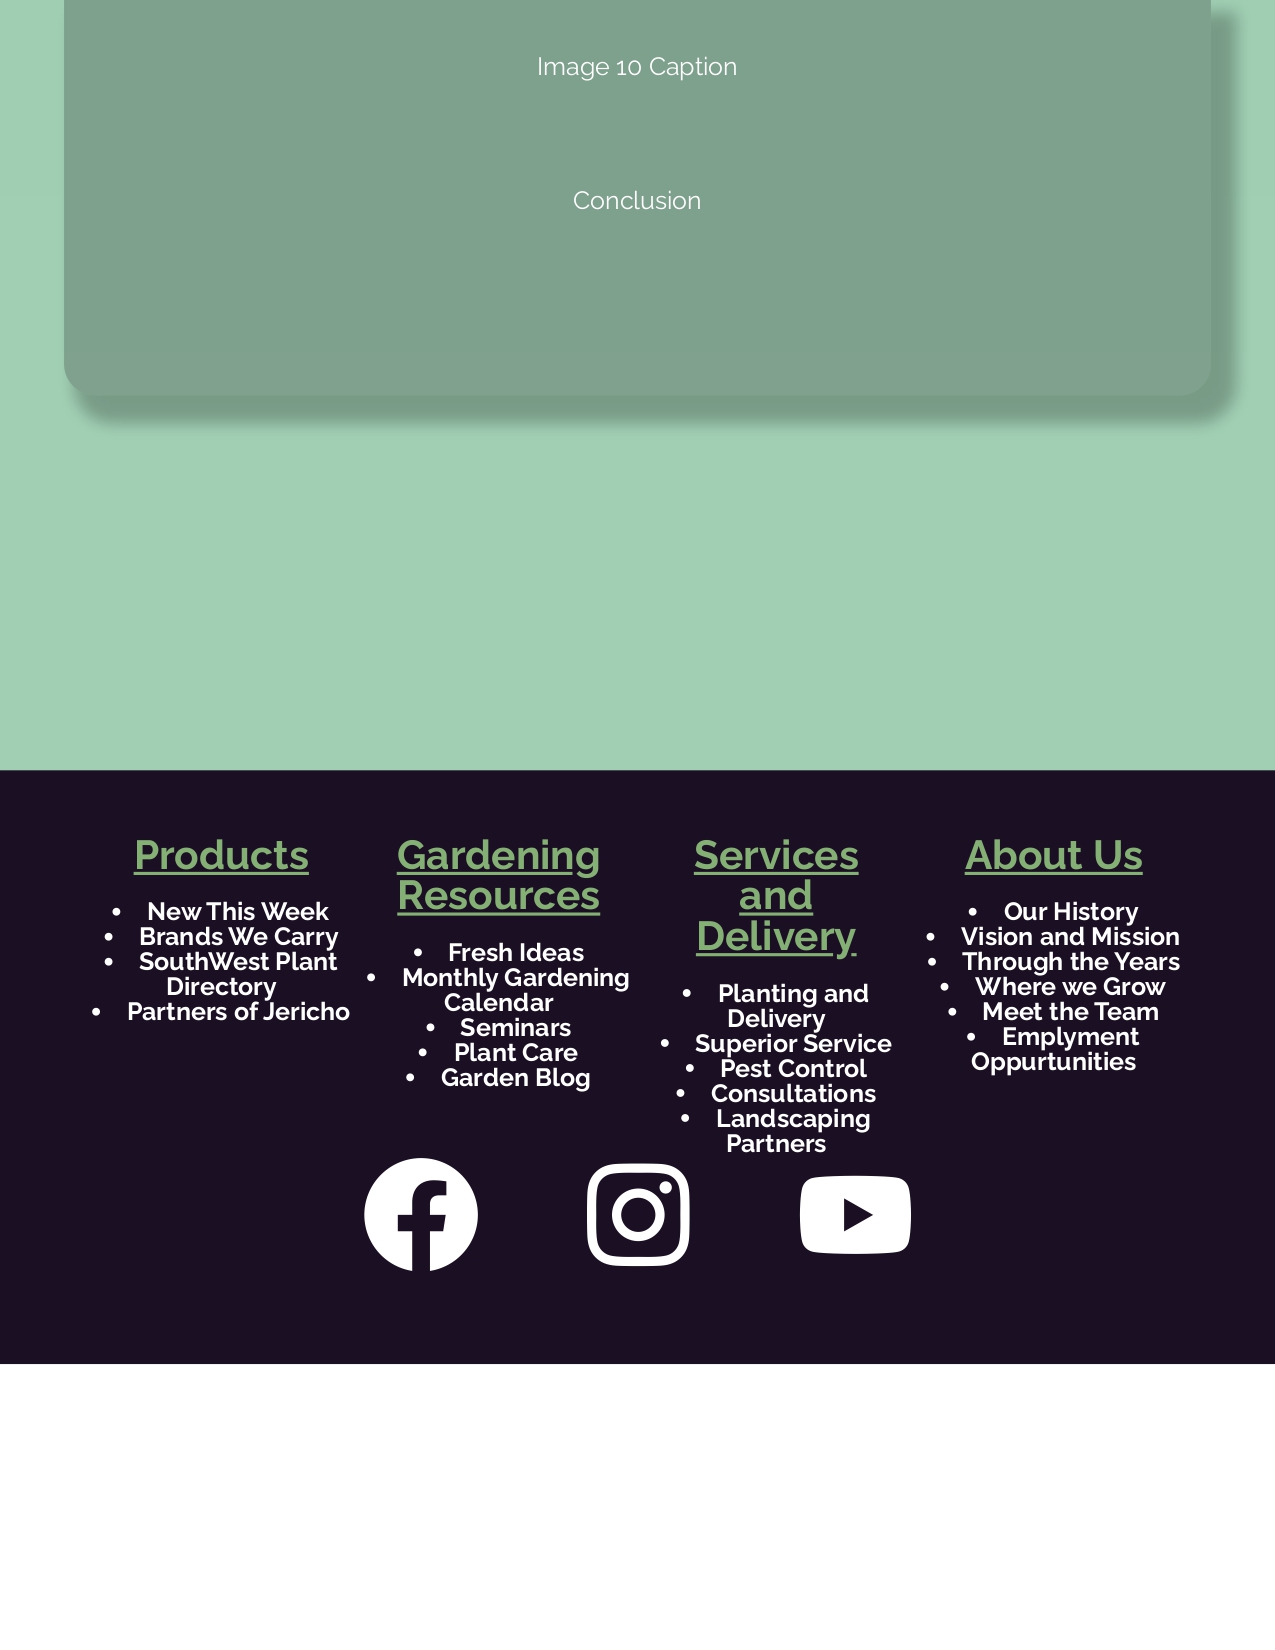 Image 10 Caption
Conclusion
Products
• New This Week
• Brands We Carry
• SouthWest Plant
Directory
• Partners of Jericho
Gardening
Resources
• Fresh Ideas
• Monthly Gardening
Calendar
• Seminars
• Plant Care
• Garden Blog
Services
and
Delivery
• Planting and
Delivery
• Superior Service
• Pest Control
• Consultations
• Landscaping
Partners
About Us
• Our History
• Vision and Mission
• Through the Years
• Where we Grow
• Meet the Team
• Emplyment
Oppurtunities